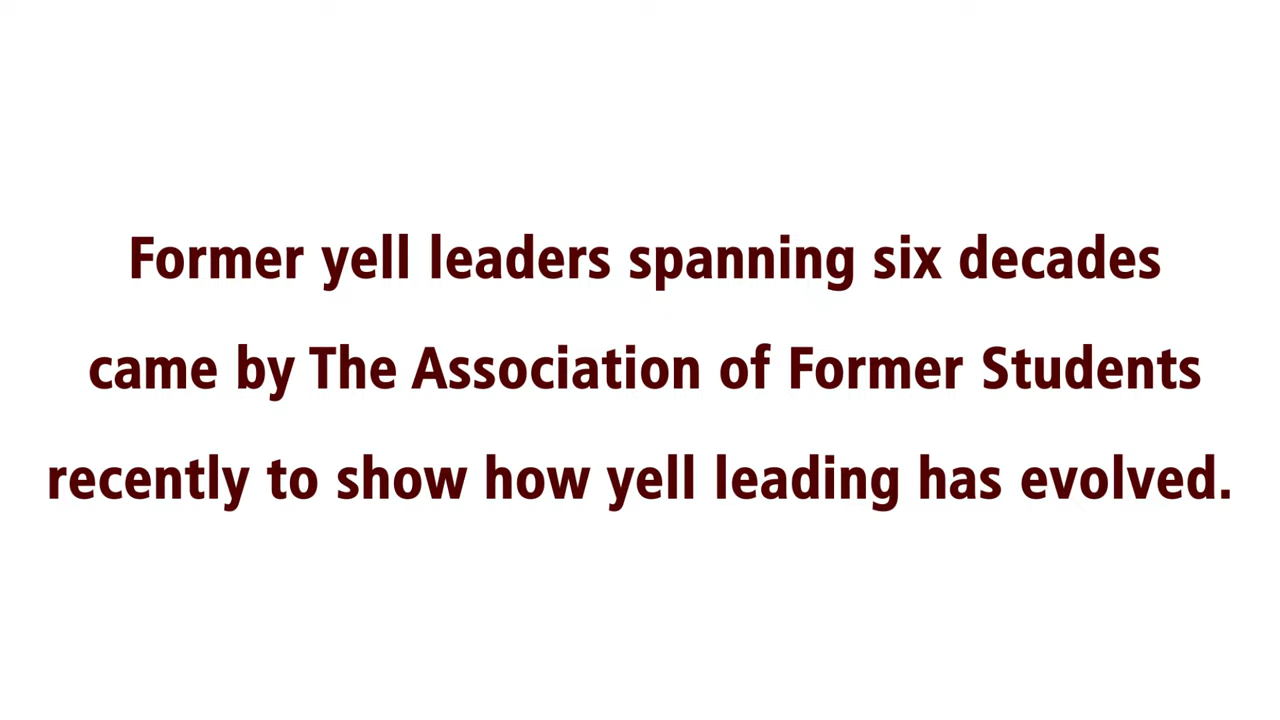 Former yell leaders spanning six decades
came by The Association of Former Students
recently to show how yell leading has evolved.